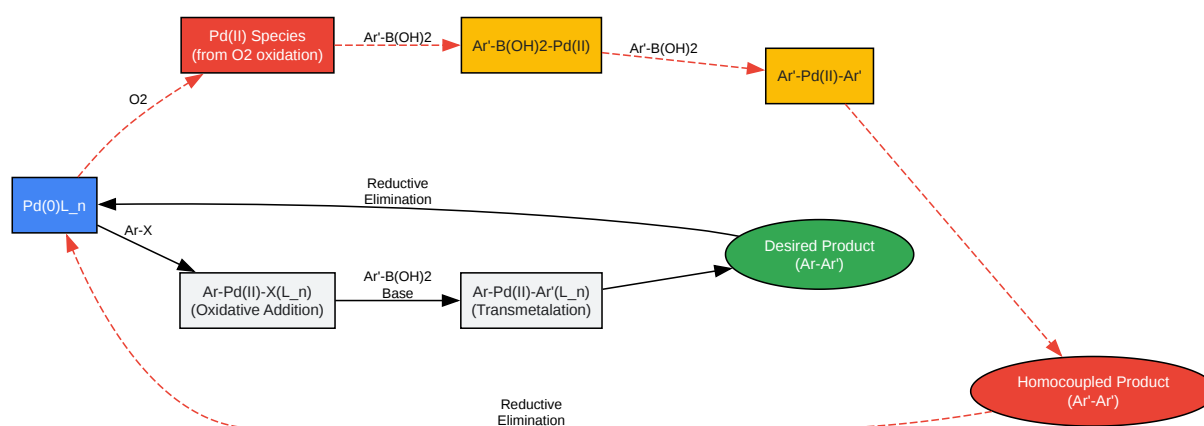 Pd(II) Species
(from O2 oxidation)
Ar'-B(OH)2
Ar'-B(OH)2-Pd(II)
Ar'-B(OH)2
Ar'-Pd(II)-Ar'
O2
Pd(0)L_n
Reductive
Elimination
Ar-X
Desired Product
(Ar-Ar')
Ar-Pd(II)-X(L_n)
(Oxidative Addition)
Ar'-B(OH)2
Base
Ar-Pd(II)-Ar'(L_n)
(Transmetalation)
Homocoupled Product
(Ar'-Ar')
Reductive
Elimination